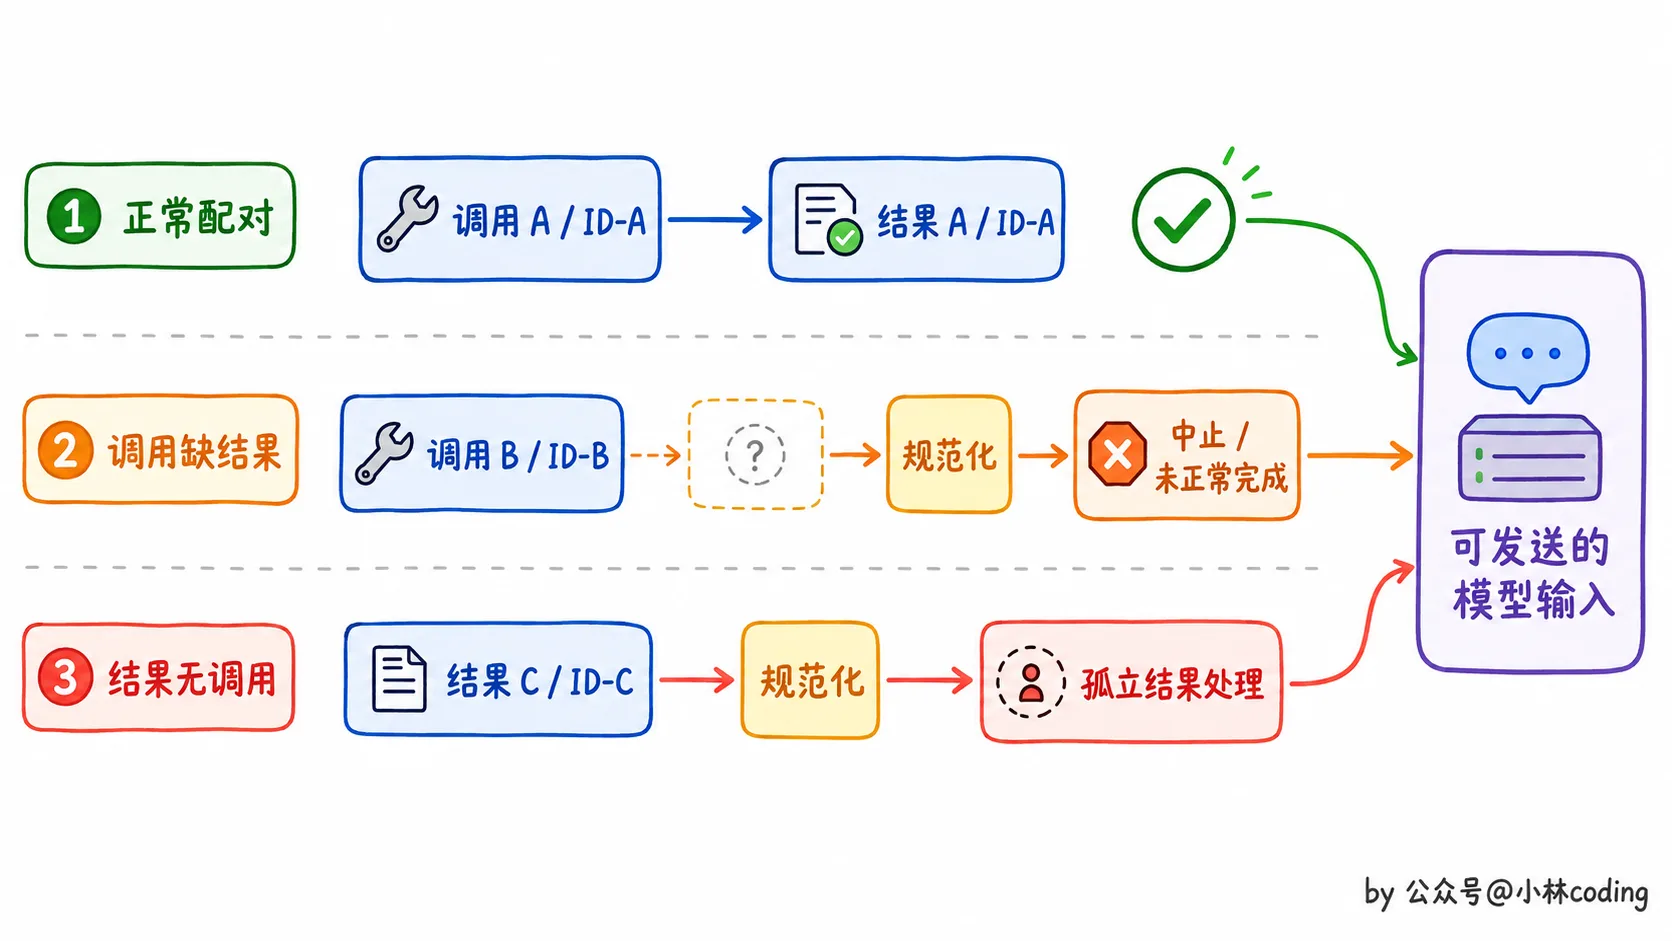 1 正常配对
调用 A / ID-A
结果 A / ID-A
2 调用缺结果
调用 B / ID-B
?
规范化
中止 /
未正常完成
3 结果无调用
结果 C / ID-C
规范化
孤立结果处理
可发送的
模型输入
by 公众号@小林coding